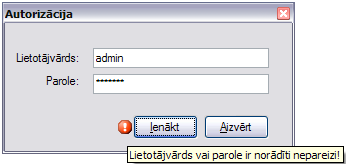 Autorizācija
Lietotājvārds: admin
Parole: *******
Ienākt Aizvērt
Lietotājvārds vai parole ir norādīti nepareizi!